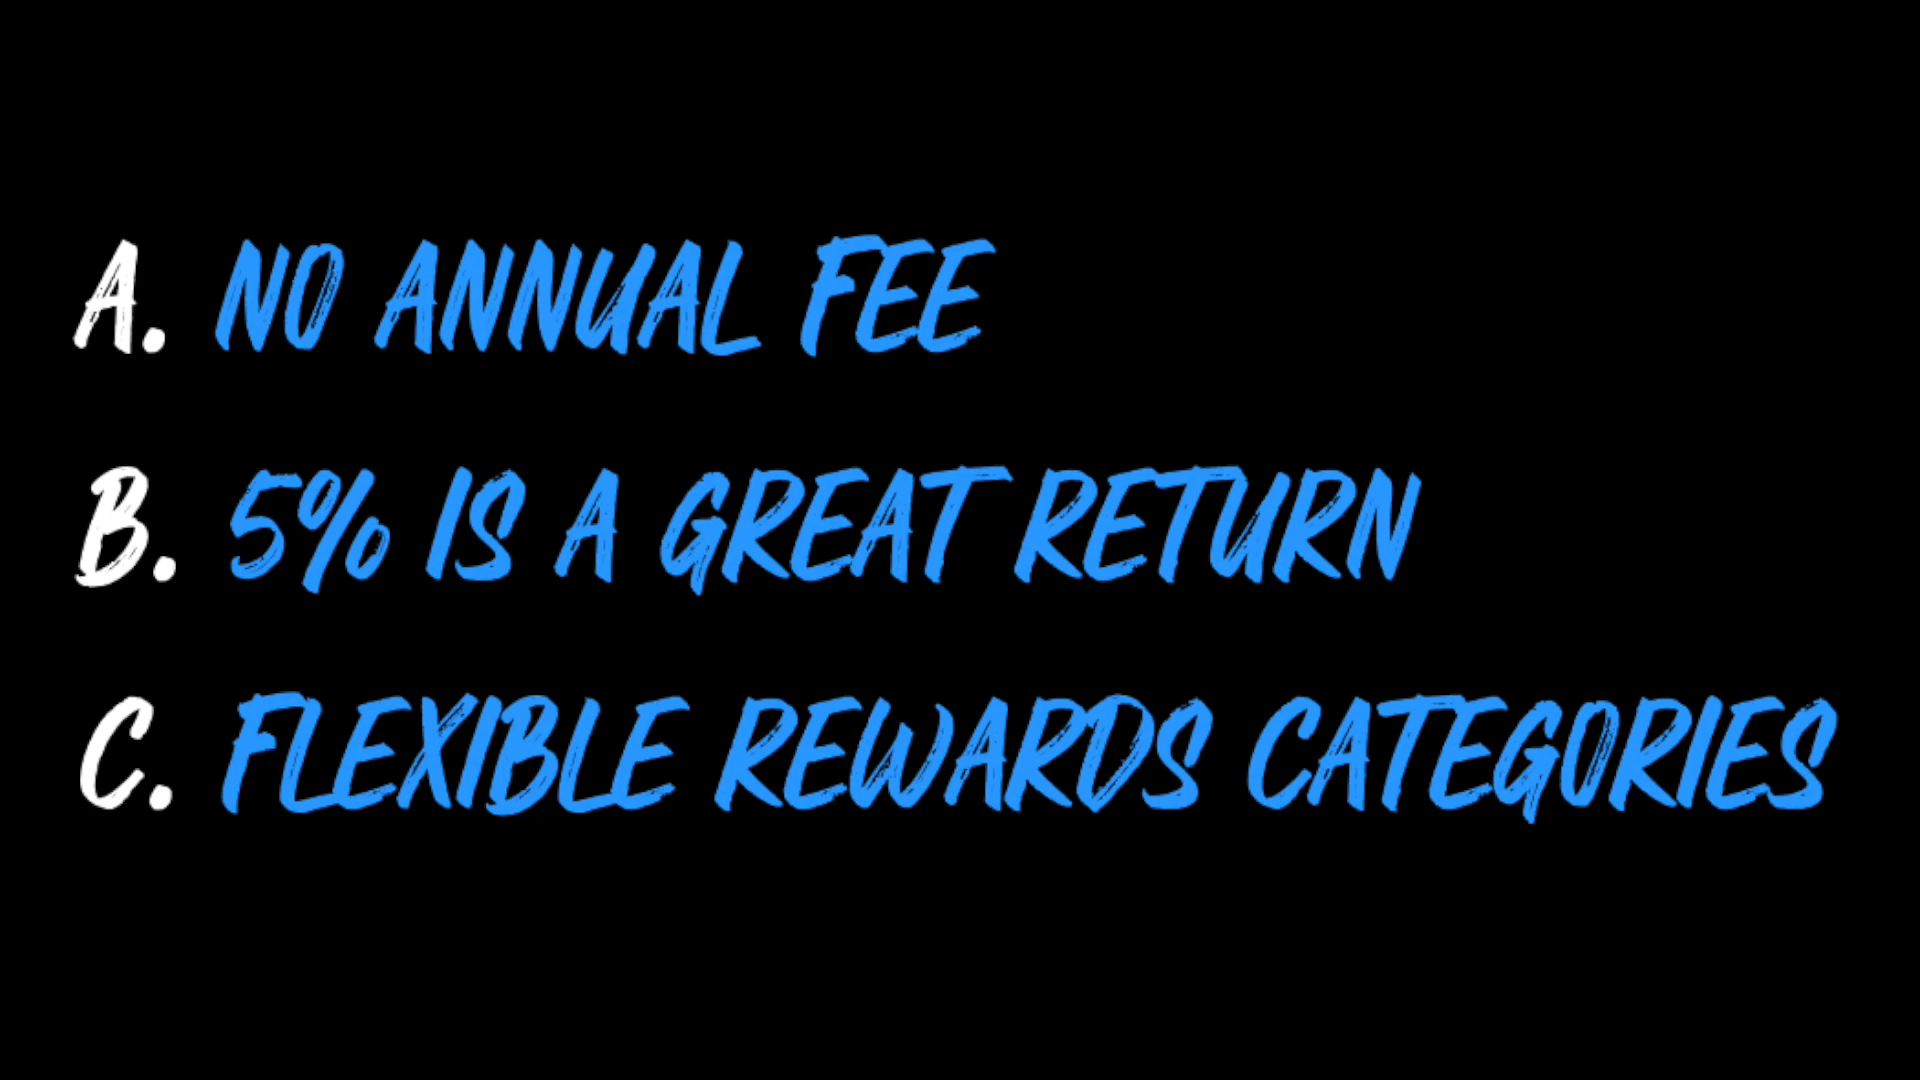 A. NO ANNUAL FEE
B. 5% IS A GREAT RETURN
C. FLEXIBLE REWARDS CATEGORIES